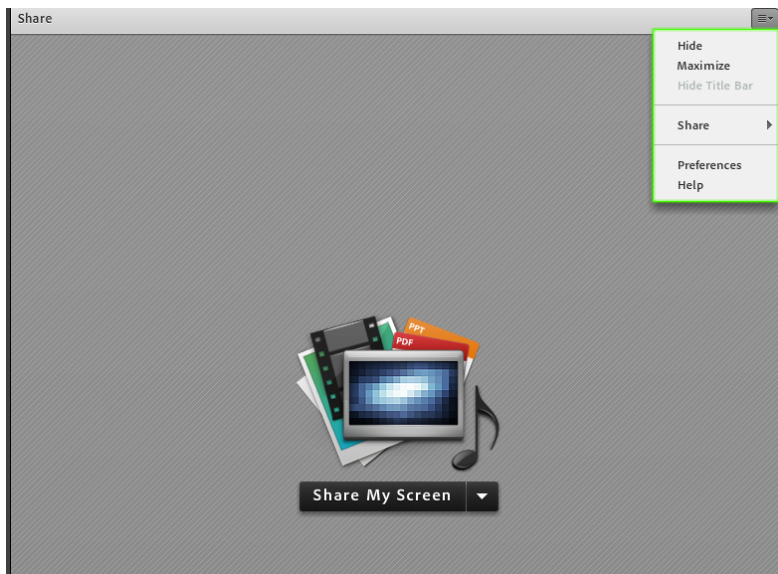 Share
Hide
Maximize
Hide Title Bar
Share
Preferences
Help
PPT
PDF
Share My Screen